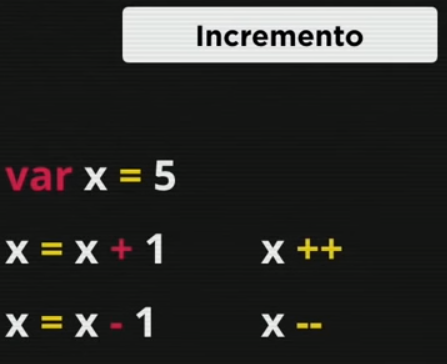 Incremento
var x = 5
x = x + 1 x ++
x = x - 1 x --